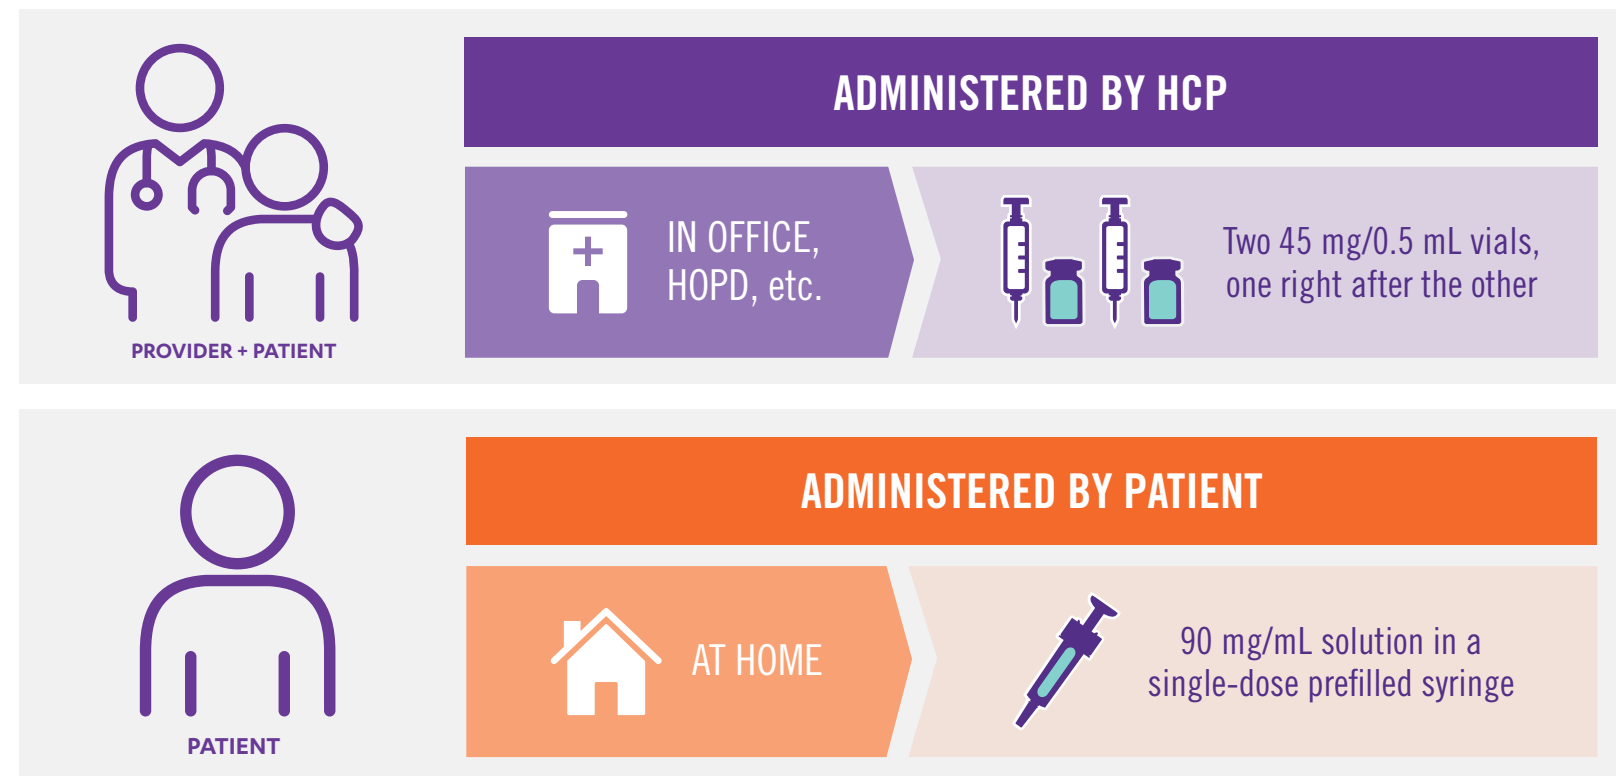 ADMINISTERED BY HCP
IN OFFICE,
HOPD, etc.
Two 45 mg/0.5 mL vials,
one right after the other
PROVIDER + PATIENT
ADMINISTERED BY PATIENT
AT HOME
90 mg/mL solution in a
single-dose prefilled syringe
PATIENT